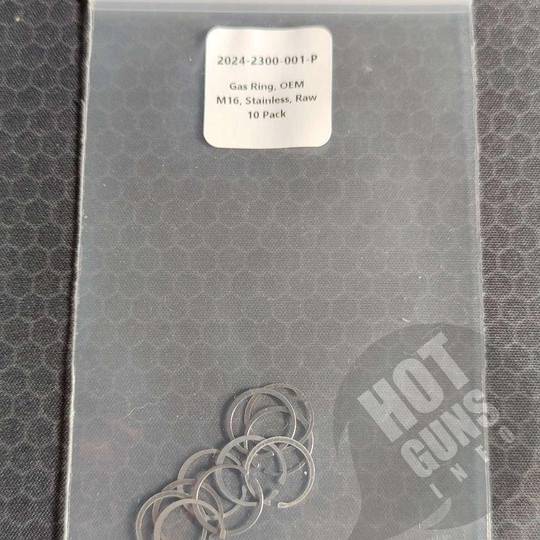 2024-2300-001-P
Gas Ring, OEM
M16, Stainless, Raw
10 Pack
HOT
GUNS
INFO